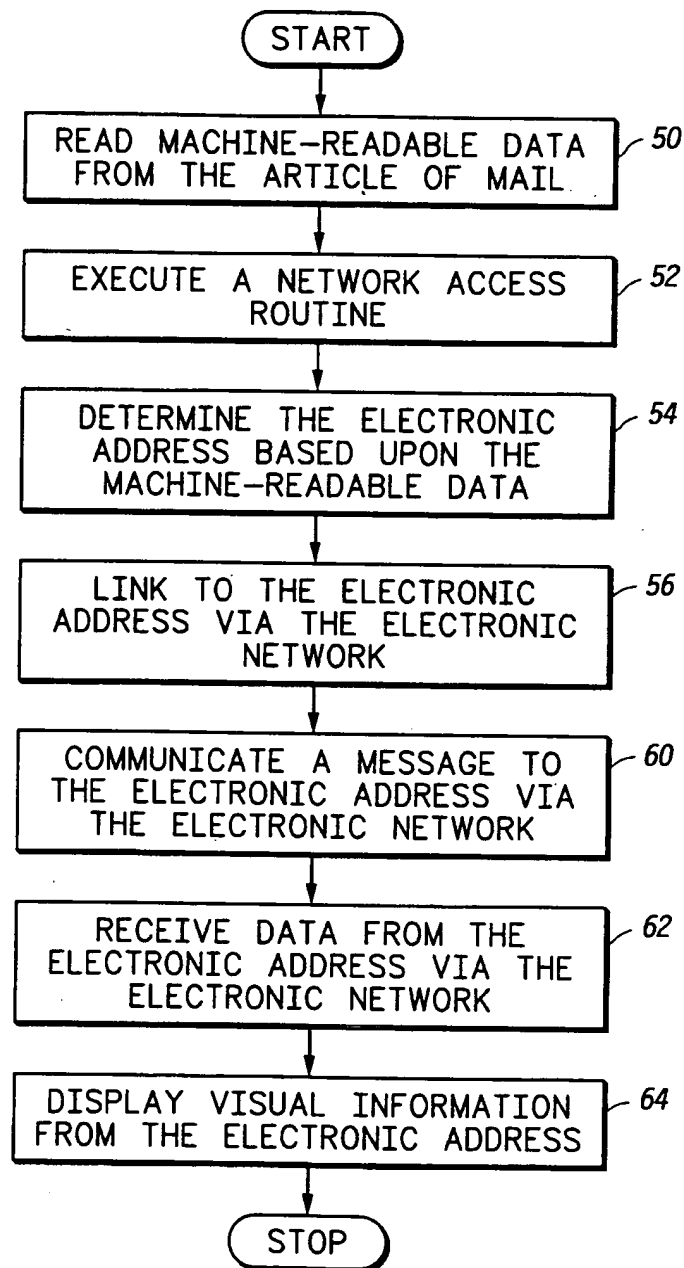 START
READ MACHINE-READABLE DATA
FROM THE ARTICLE OF MAIL
50
EXECUTE A NETWORK ACCESS
ROUTINE
52
DETERMINE THE ELECTRONIC
ADDRESS BASED UPON THE
MACHINE-READABLE DATA
54
LINK TO THE ELECTRONIC
ADDRESS VIA THE ELECTRONIC
NETWORK
56
COMMUNICATE A MESSAGE TO
THE ELECTRONIC ADDRESS VIA
THE ELECTRONIC NETWORK
60
RECEIVE DATA FROM THE
ELECTRONIC ADDRESS VIA THE
ELECTRONIC NETWORK
62
DISPLAY VISUAL INFORMATION
FROM THE ELECTRONIC ADDRESS
64
STOP